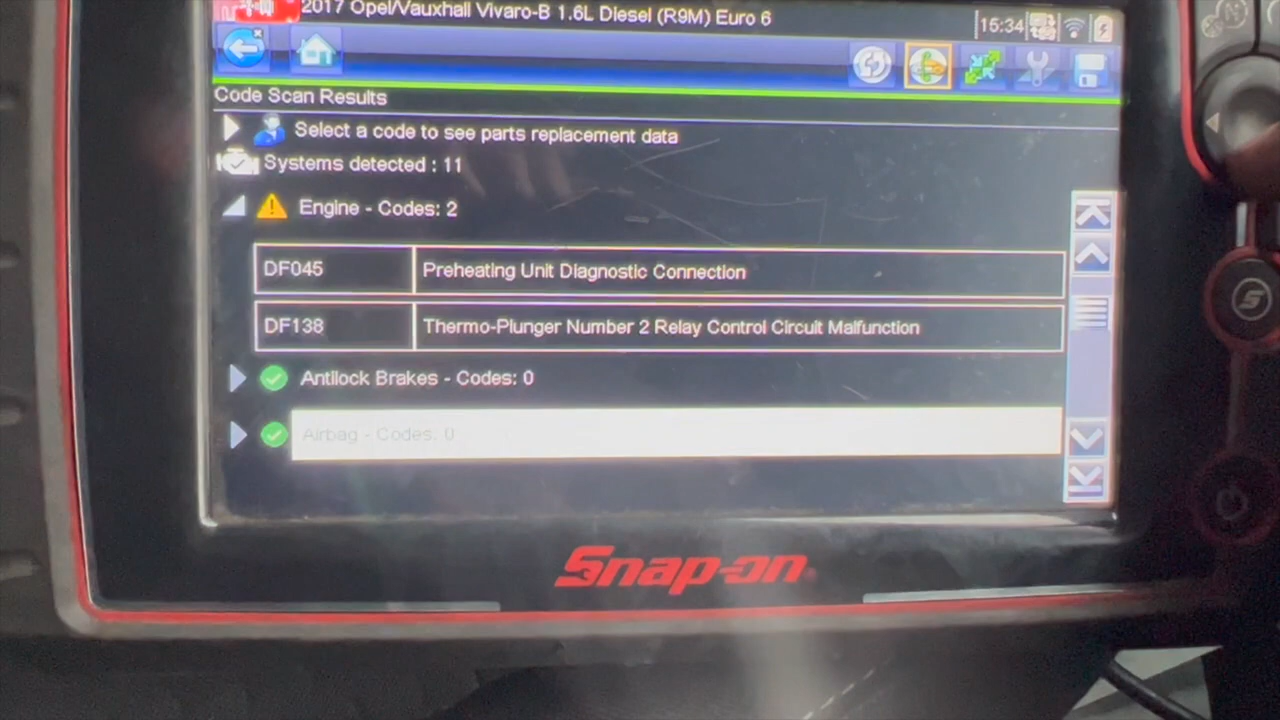 2017 Opel/Vauxhall Vivaro-B 1.6L Diesel (R9M) Euro 6
15:34
Code Scan Results
Select a code to see parts replacement data
Systems detected : 11
Engine - Codes: 2
DF045 Preheating Unit Diagnostic Connection
DF138 Thermo-Plunger Number 2 Relay Control Circuit Malfunction
Antilock Brakes - Codes: 0
Airbag - Codes: 0
Snap-on